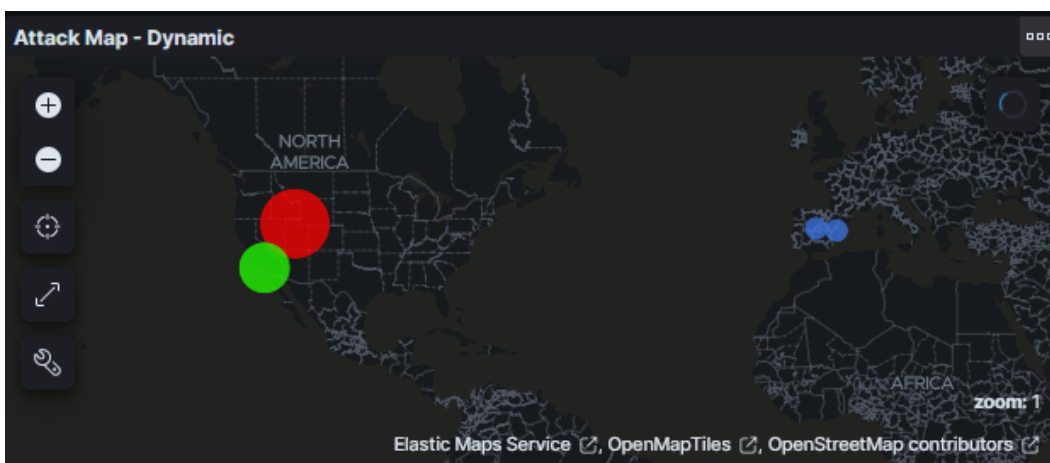 Attack Map - Dynamic
NORTH
AMERICA
AFRICA
zoom: 1
Elastic Maps Service, OpenMapTiles, OpenStreetMap contributors